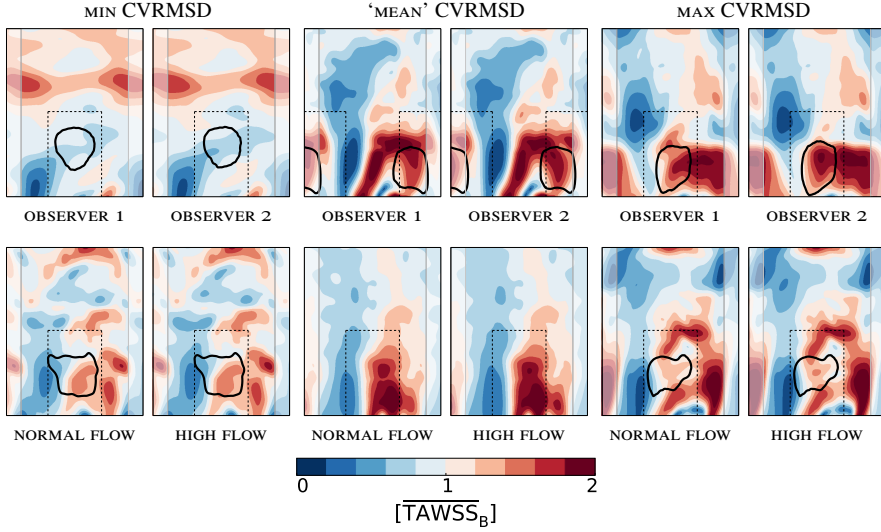 MIN CVRMSD 'MEAN' CVRMSD MAX CVRMSD
OBSERVER 1 OBSERVER 2 OBSERVER 1 OBSERVER 2 OBSERVER 1 OBSERVER 2
NORMAL FLOW HIGH FLOW NORMAL FLOW HIGH FLOW NORMAL FLOW HIGH FLOW
0 1 2
[TAWSS_B]